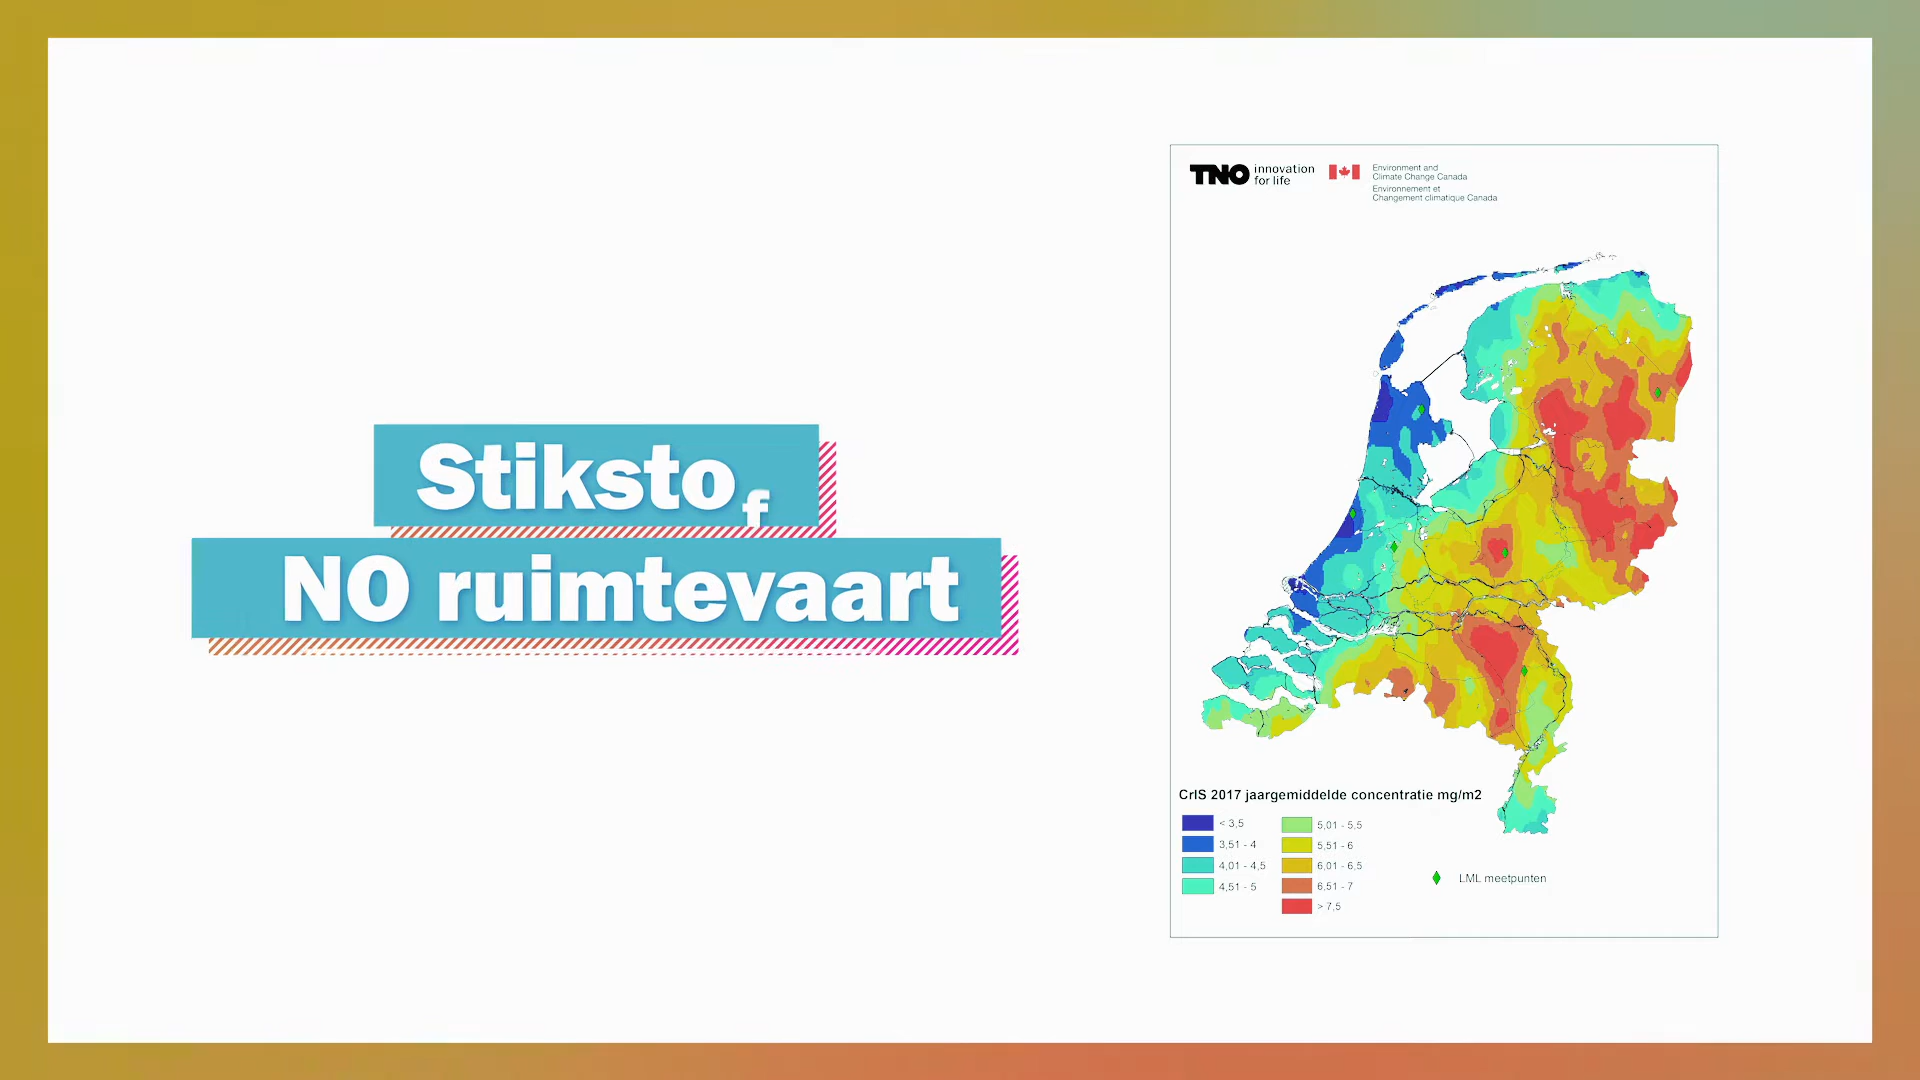 Stiksto
f
NO ruimtevaart
TNO innovation
for life
Environment and
Climate Change Canada
Environnement et
Changement climatique Canada
CrIS 2017 jaargemiddelde concentratie mg/m2
< 3,5
3,51 - 4
4,01 - 4,5
4,51 - 5
5,01 - 5,5
5,51 - 6
6,01 - 6,5
6,51 - 7
> 7,5
LML meetpunten